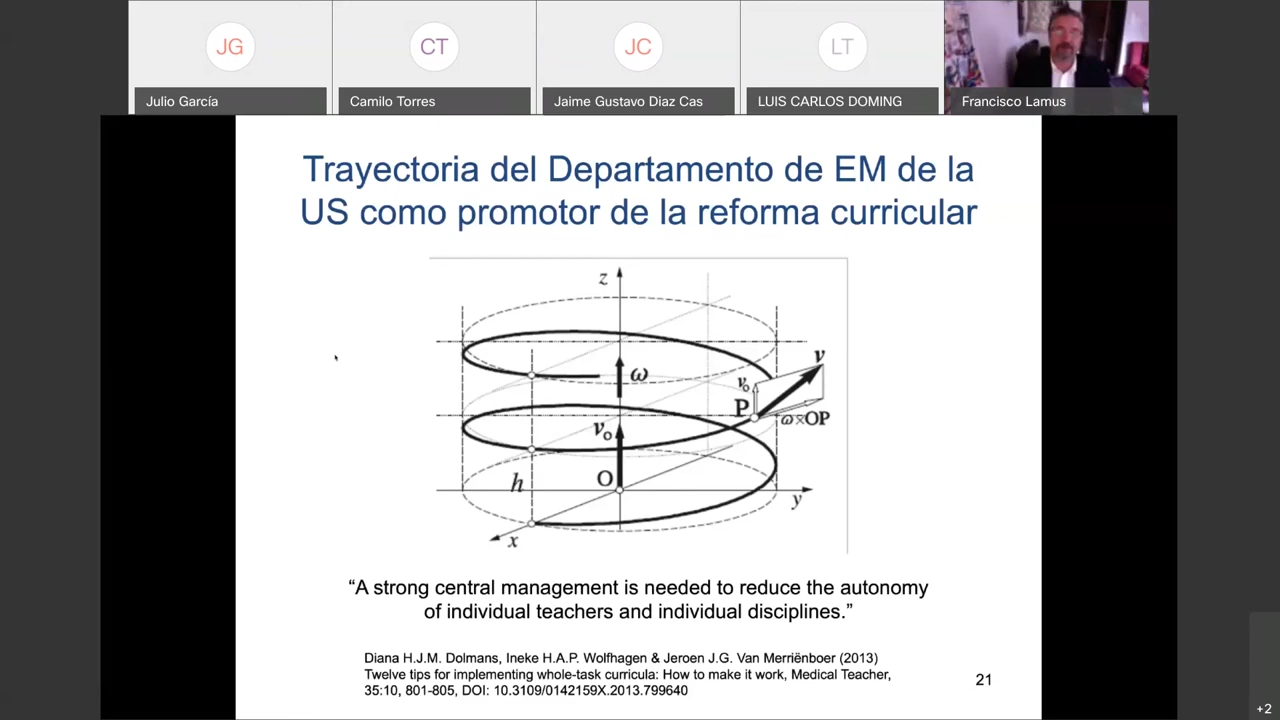 JG
CT
JC
LT
Julio García
Camilo Torres
Jaime Gustavo Diaz Cas
LUIS CARLOS DOMING
Francisco Lamus
Trayectoria del Departamento de EM de la
US como promotor de la reforma curricular
z
ω
v
v₀
P
ω×OP
v₀
O
h
y
x
“A strong central management is needed to reduce the autonomy
of individual teachers and individual disciplines.”
Diana H.J.M. Dolmans, Ineke H.A.P. Wolfhagen & Jeroen J.G. Van Merriënboer (2013)
Twelve tips for implementing whole-task curricula: How to make it work, Medical Teacher,
35:10, 801-805, DOI: 10.3109/0142159X.2013.799640
21
+2